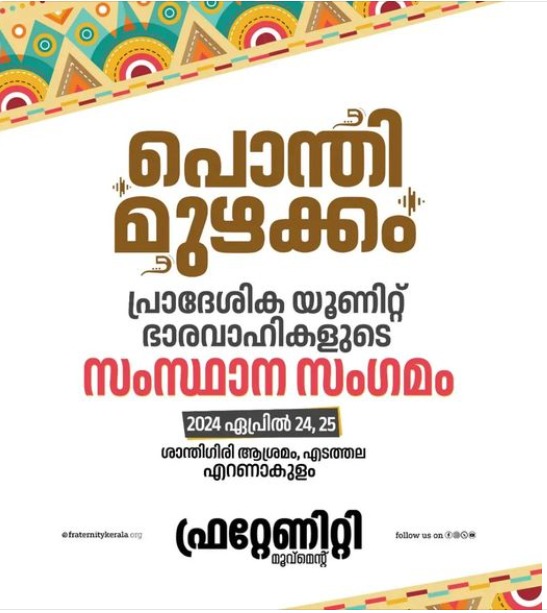 പൊന്തി
മുഴക്കം
പ്രാദേശിക യൂണിറ്റ്
ഭാരവാഹികളുടെ
സംസ്ഥാന സംഗമം
2024 ഏപ്രിൽ 24, 25
ശാന്തിഗിരി ആശ്രമം, എടത്തല
എറണാകുളം
@fraternitykerala.org
ഫ്രറ്റേണിറ്റി
മൂവ്മെന്റ്
follow us on